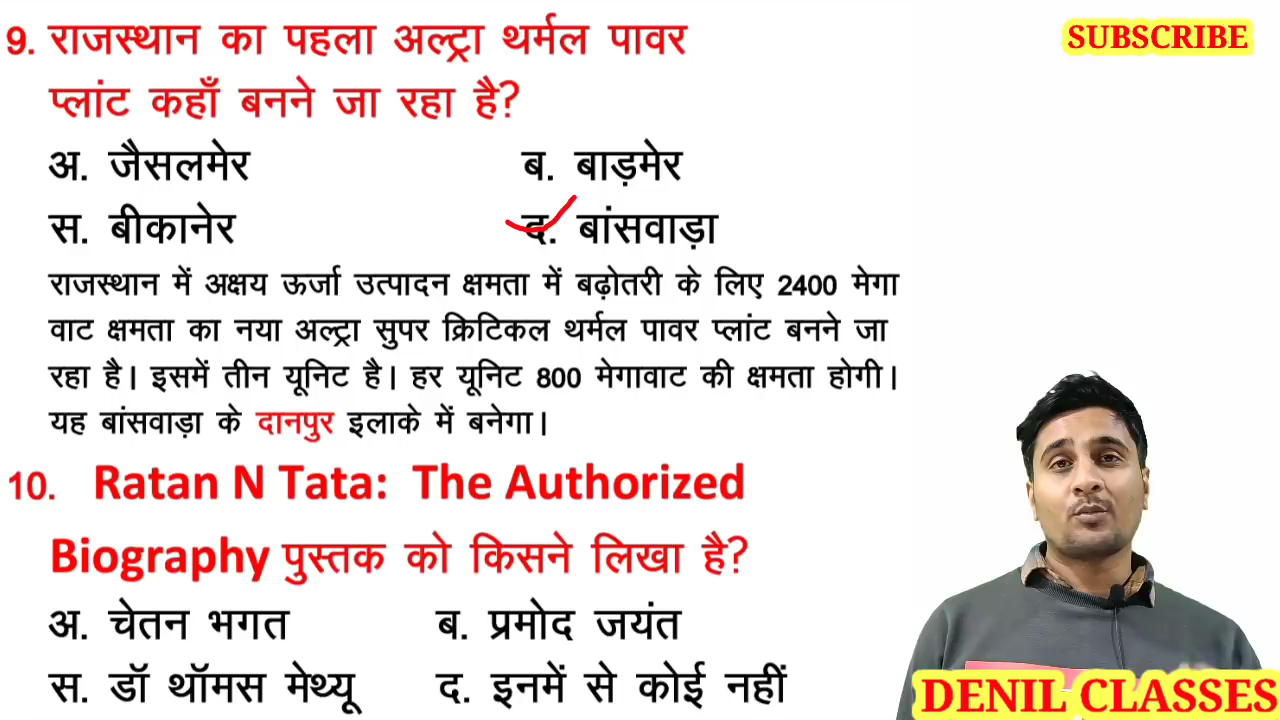 SUBSCRIBE
9. राजस्थान का पहला अल्ट्रा थर्मल पावर
प्लांट कहाँ बनने जा रहा है?
अ. जैसलमेर ब. बाड़मेर
स. बीकानेर द. बांसवाड़ा
राजस्थान में अक्षय ऊर्जा उत्पादन क्षमता में बढ़ोतरी के लिए 2400 मेगा
वाट क्षमता का नया अल्ट्रा सुपर क्रिटिकल थर्मल पावर प्लांट बनने जा
रहा है। इसमें तीन यूनिट है। हर यूनिट 800 मेगावाट की क्षमता होगी।
यह बांसवाड़ा के दानपुर इलाके में बनेगा।
10. Ratan N Tata: The Authorized
Biography पुस्तक को किसने लिखा है?
अ. चेतन भगत ब. प्रमोद जयंत
स. डॉ थॉमस मेथ्यू द. इनमें से कोई नहीं
DENIL CLASSES